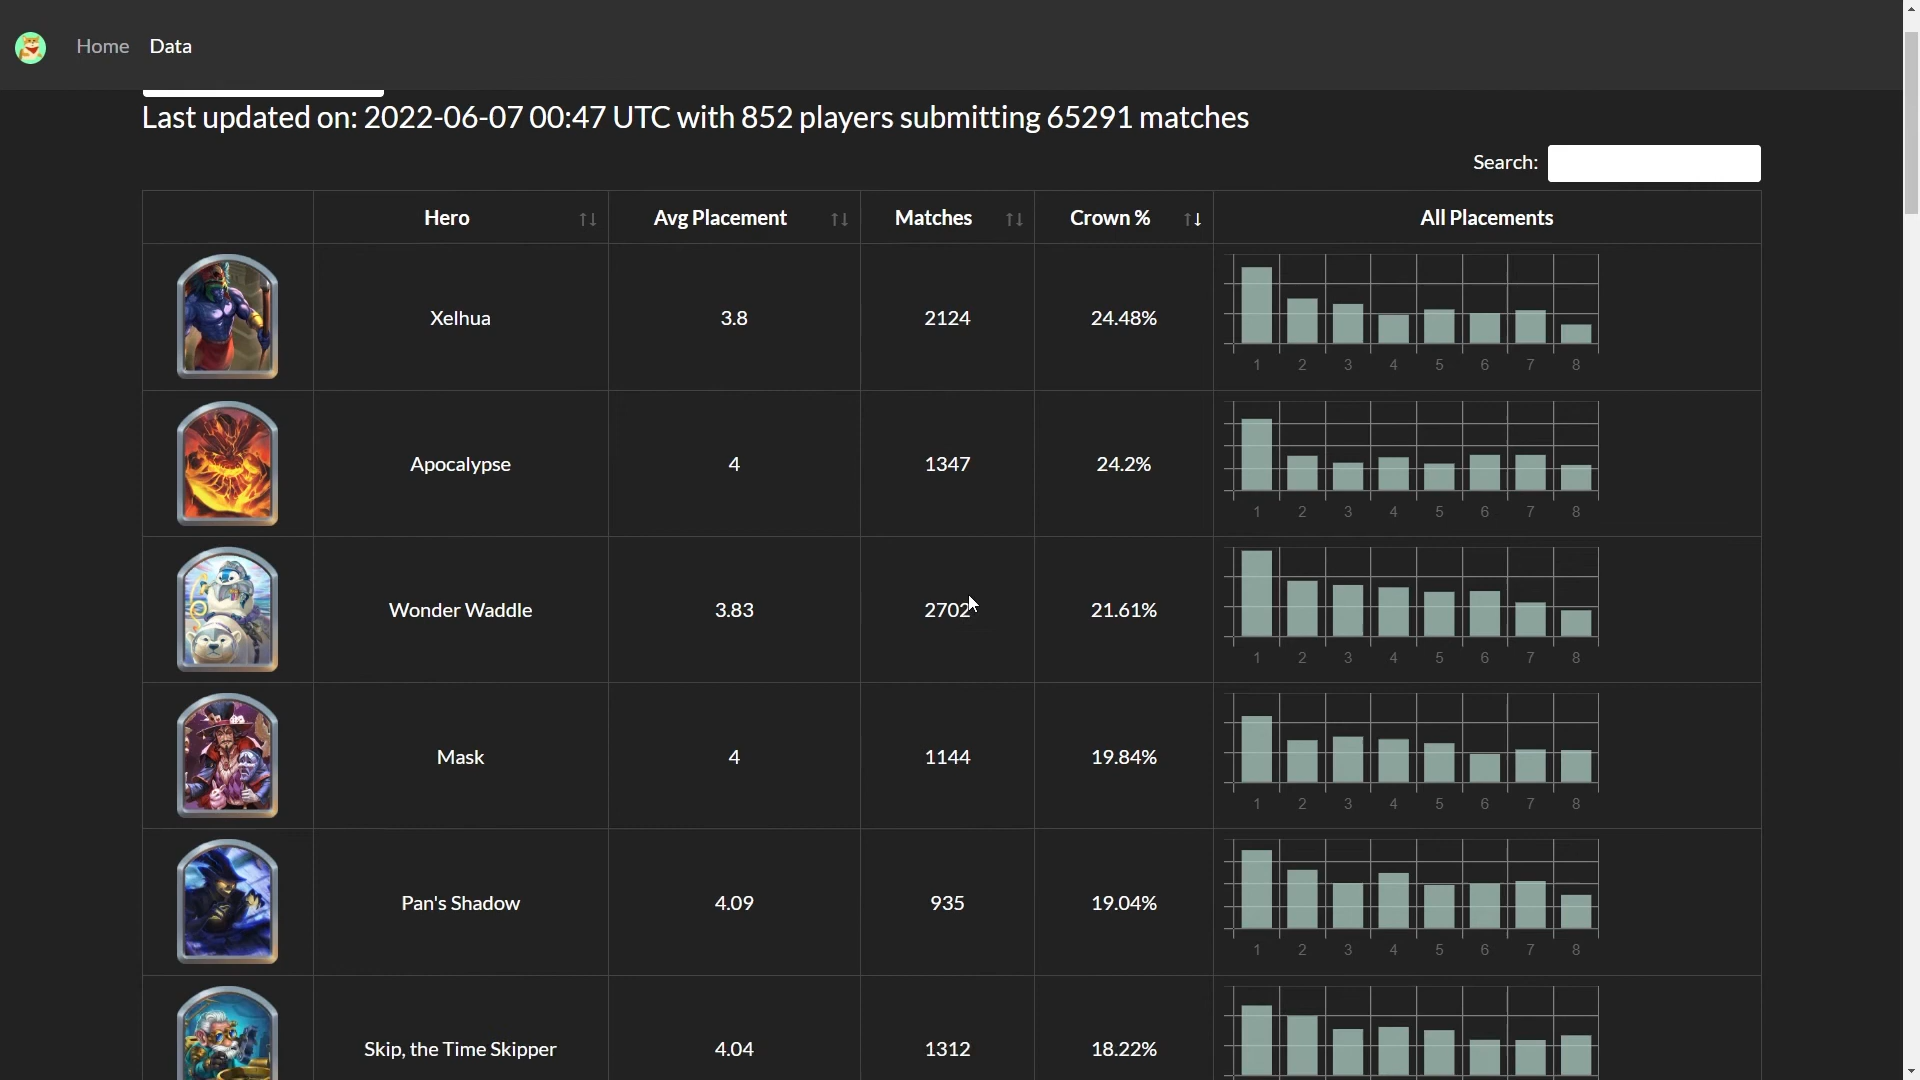 Home Data
Last updated on: 2022-06-07 00:47 UTC with 852 players submitting 65291 matches
Search:
Hero Avg Placement Matches Crown % All Placements
Xelhua 3.8 2124 24.48%
1 2 3 4 5 6 7 8
Apocalypse 4 1347 24.2%
1 2 3 4 5 6 7 8
Wonder Waddle 3.83 2702 21.61%
1 2 3 4 5 6 7 8
Mask 4 1144 19.84%
1 2 3 4 5 6 7 8
Pan's Shadow 4.09 935 19.04%
1 2 3 4 5 6 7 8
Skip, the Time Skipper 4.04 1312 18.22%